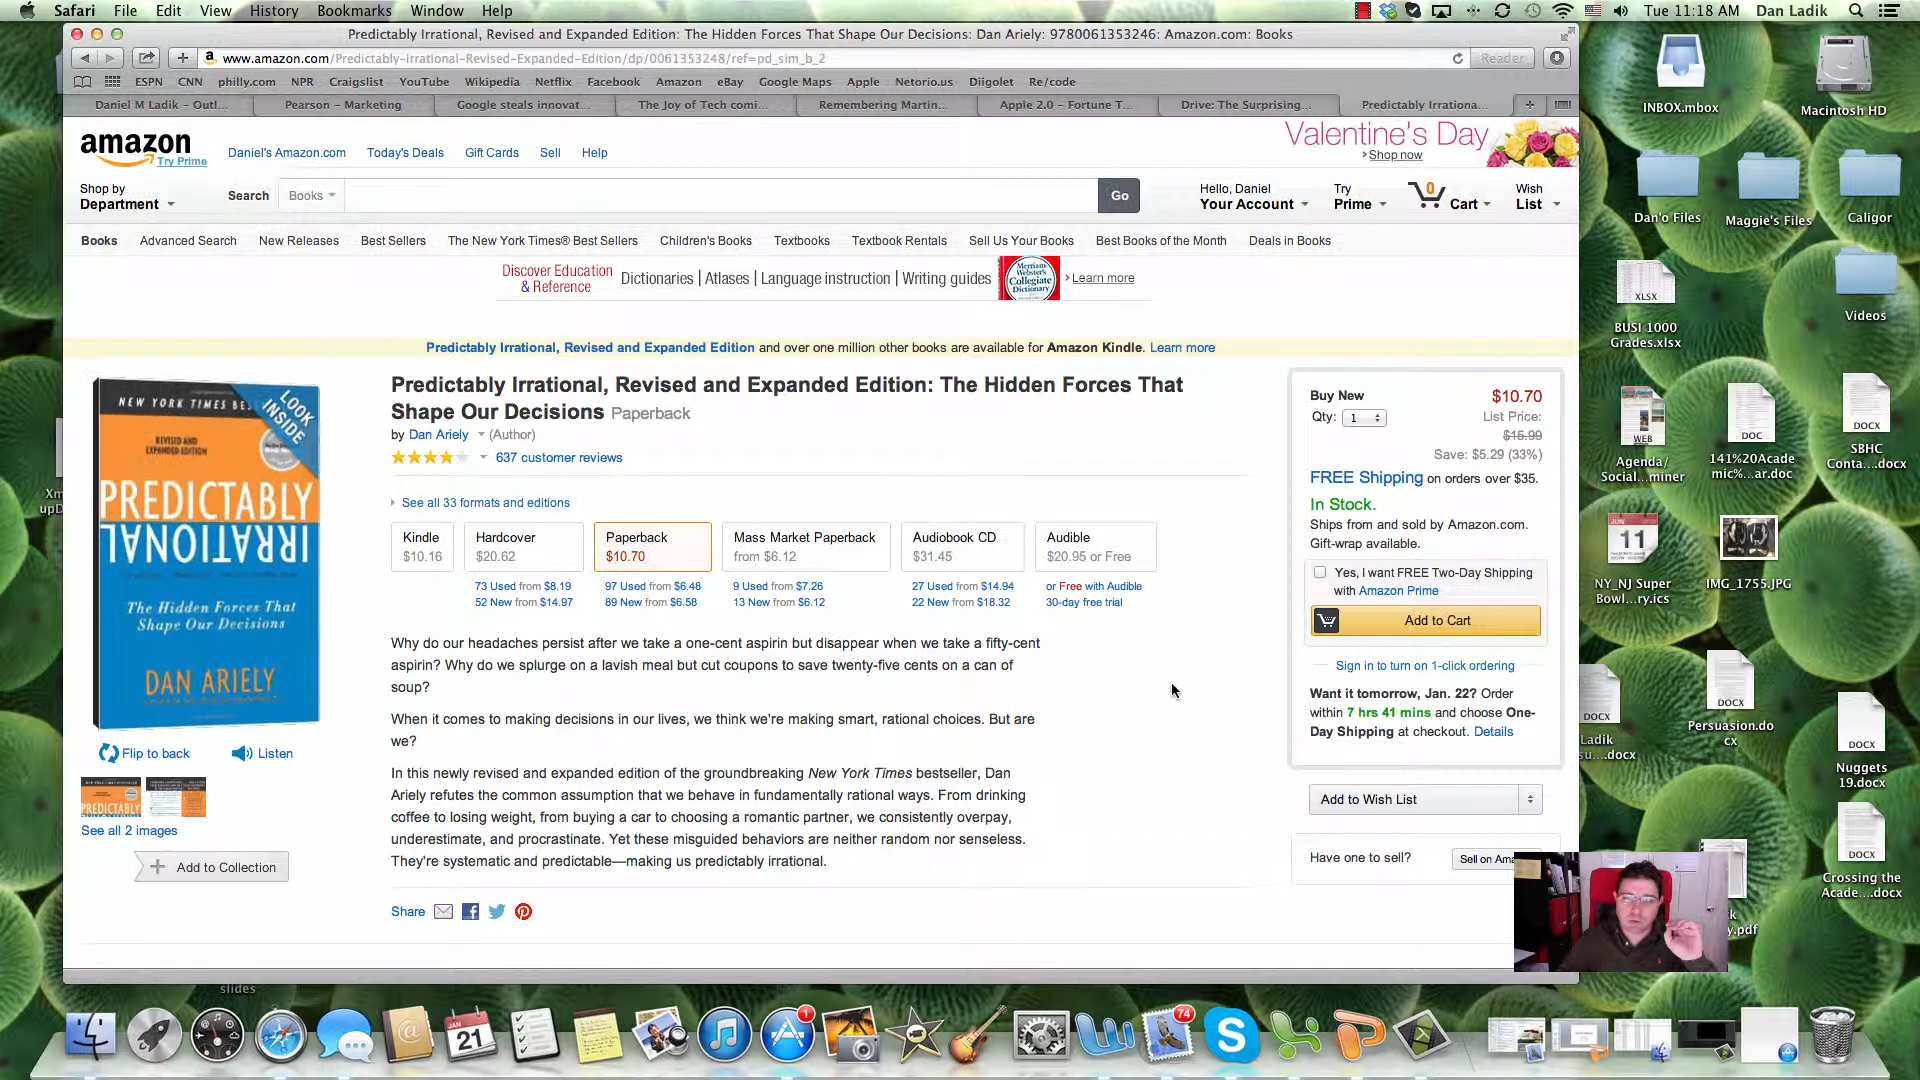 Safari File Edit View History Bookmarks Window Help
Tue 11:18 AM Dan Ladik
Predictably Irrational, Revised and Expanded Edition: The Hidden Forces That Shape Our Decisions: Dan Ariely: 9780061353246: Amazon.com: Books
www.amazon.com/Predictably-Irrational-Revised-Expanded-Edition/dp/0061353248/ref=pd_sim_b_2
Reader
ESPN CNN philly.com NPR Craigslist YouTube Wikipedia Netflix Facebook Amazon eBay Google Maps Apple Netorio.us Diigolet Re/code
Daniel M Ladik – Outl... Pearson – Marketing Google steals innovat... The Joy of Tech comi... Remembering Martin... Apple 2.0 – Fortune T... Drive: The Surprising... Predictably Irrationa...
amazon
Try Prime
Daniel's Amazon.com Today's Deals Gift Cards Sell Help
Valentine's Day
Shop now
Shop by
Department
Search Books Go
Hello, Daniel
Your Account
Try
Prime
0
Cart
Wish
List
Books Advanced Search New Releases Best Sellers The New York Times® Best Sellers Children's Books Textbooks Textbook Rentals Sell Us Your Books Best Books of the Month Deals in Books
Discover Education
& Reference
Dictionaries | Atlases | Language instruction | Writing guides
Merriam-
Webster's
Collegiate
Dictionary
Learn more
Predictably Irrational, Revised and Expanded Edition and over one million other books are available for Amazon Kindle. Learn more
NEW YORK TIMES BES
LOOK
INSIDE
REVISED AND
EXPANDED EDITION
PREDICTABLY
IRRATIONAL
The Hidden Forces That
Shape Our Decisions
DAN ARIELY
Flip to back Listen
See all 2 images
Add to Collection
Predictably Irrational, Revised and Expanded Edition: The Hidden Forces That
Shape Our Decisions Paperback
by Dan Ariely (Author)
637 customer reviews
See all 33 formats and editions
Kindle
$10.16
Hardcover
$20.62
Paperback
$10.70
Mass Market Paperback
from $6.12
Audiobook CD
$31.45
Audible
$20.95 or Free
73 Used from $8.19
52 New from $14.97
97 Used from $6.48
89 New from $6.58
9 Used from $7.26
13 New from $6.12
27 Used from $14.94
22 New from $18.32
or Free with Audible
30-day free trial
Why do our headaches persist after we take a one-cent aspirin but disappear when we take a fifty-cent
aspirin? Why do we splurge on a lavish meal but cut coupons to save twenty-five cents on a can of
soup?
When it comes to making decisions in our lives, we think we're making smart, rational choices. But are
we?
In this newly revised and expanded edition of the groundbreaking New York Times bestseller, Dan
Ariely refutes the common assumption that we behave in fundamentally rational ways. From drinking
coffee to losing weight, from buying a car to choosing a romantic partner, we consistently overpay,
underestimate, and procrastinate. Yet these misguided behaviors are neither random nor senseless.
They're systematic and predictable—making us predictably irrational.
Share
Buy New $10.70
Qty: 1 List Price:
$15.99
Save: $5.29 (33%)
FREE Shipping on orders over $35.
In Stock.
Ships from and sold by Amazon.com.
Gift-wrap available.
Yes, I want FREE Two-Day Shipping
with Amazon Prime
Add to Cart
Sign in to turn on 1-click ordering
Want it tomorrow, Jan. 22? Order
within 7 hrs 41 mins and choose One-
Day Shipping at checkout. Details
Add to Wish List
Have one to sell? Sell on Ama
INBOX.mbox
Macintosh HD
Dan'o Files
Maggie's Files
Caligor
XLSX
BUSI 1000
Grades.xlsx
Videos
WEB
Agenda/
Social...miner
DOC
141%20Acade
mic%...ar.doc
DOCX
SBHC
Conta....docx
JUN
11
NY_NJ Super
Bowl...ry.ics
IMG_1755.JPG
DOCX
Ladik
su....docx
DOCX
Persuasion.do
cx
DOCX
Nuggets
19.docx
DOCX
Crossing the
Acade....docx
y.pdf
slides
JAN
21
1
74